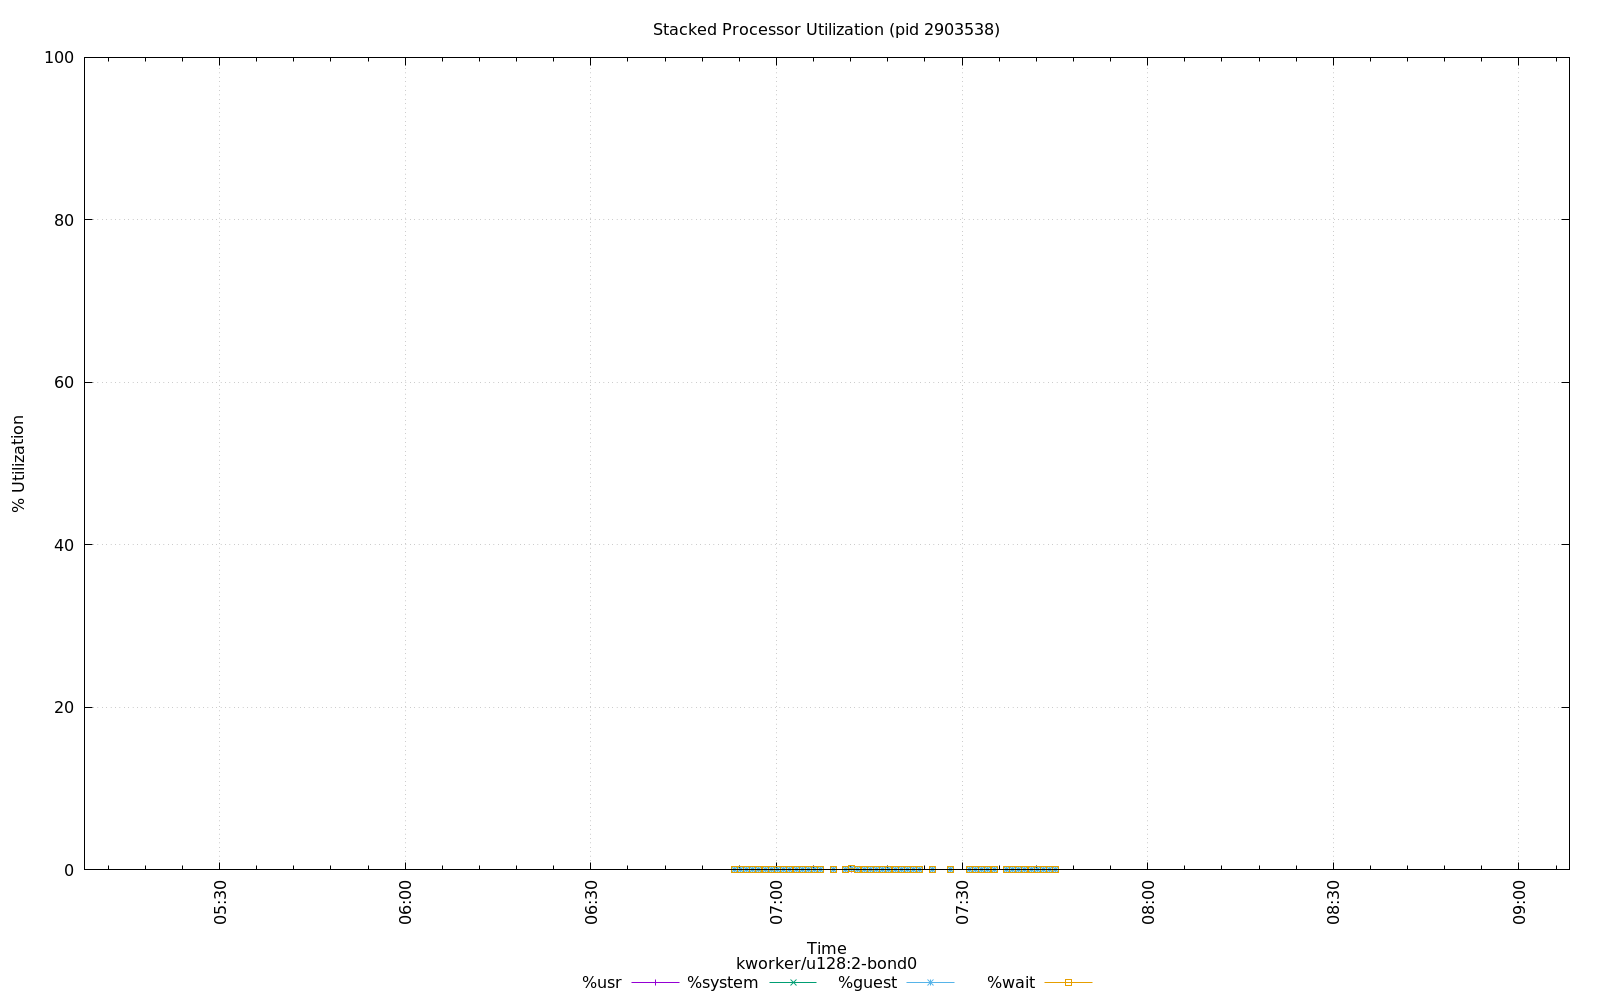 Stacked Processor Utilization (pid 2903538)
100
80
60
40
20
0
% Utilization
05:30
06:00
06:30
07:00
07:30
08:00
08:30
09:00
Time
kworker/u128:2-bond0
%usr %system %guest %wait